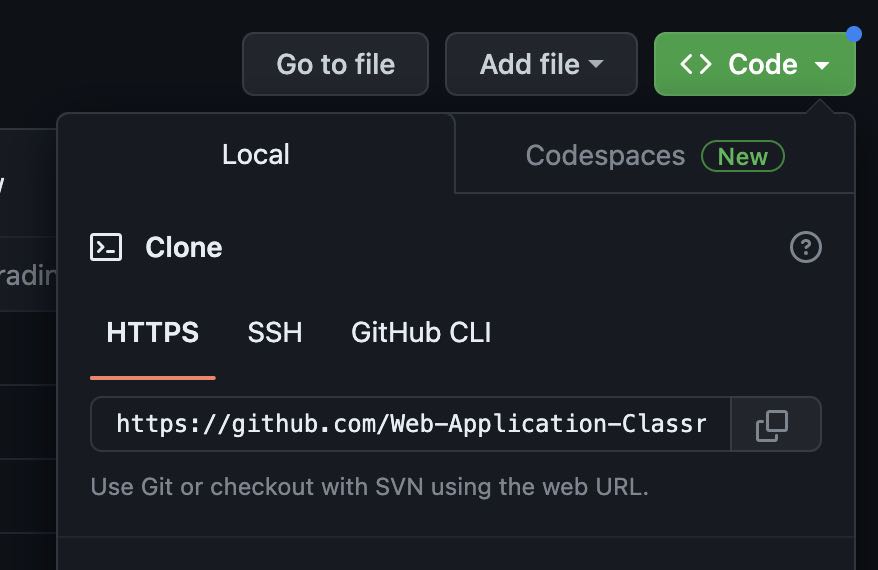 Go to file Add file Code
Local Codespaces New
Clone
HTTPS SSH GitHub CLI
https://github.com/Web-Application-Classr
Use Git or checkout with SVN using the web URL.